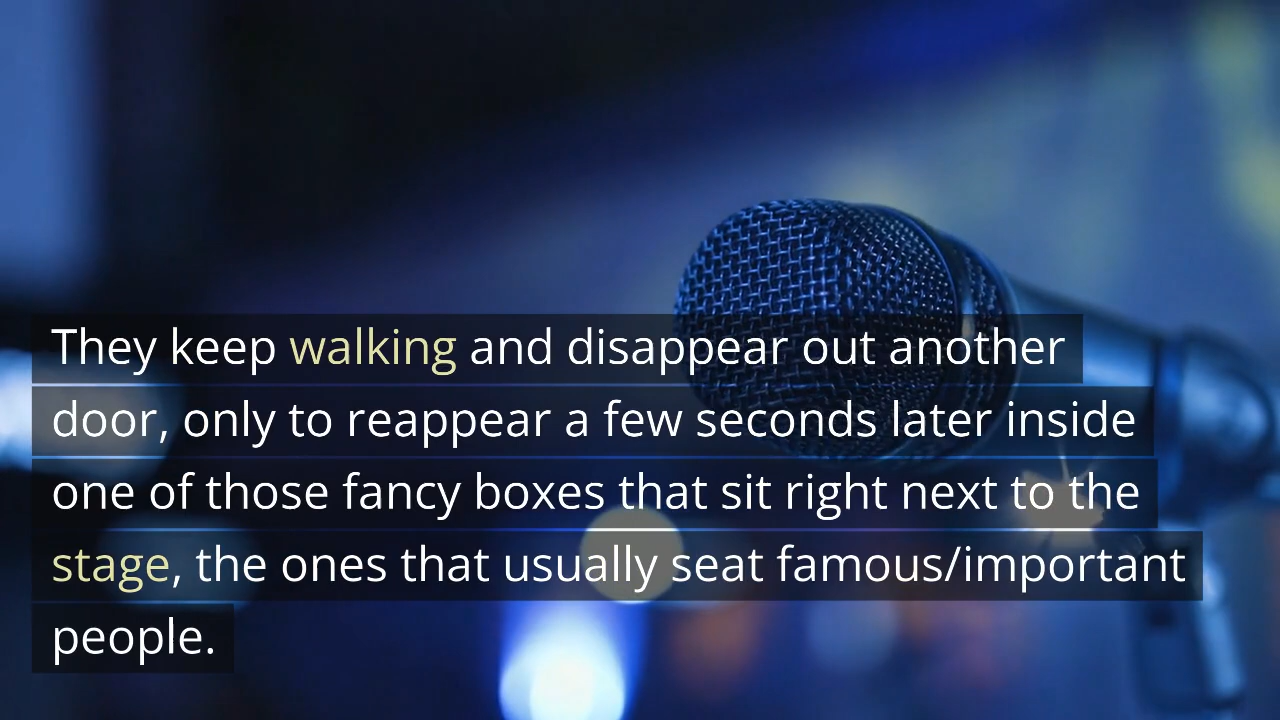 They keep walking and disappear out another
door, only to reappear a few seconds later inside
one of those fancy boxes that sit right next to the
stage, the ones that usually seat famous/important
people.